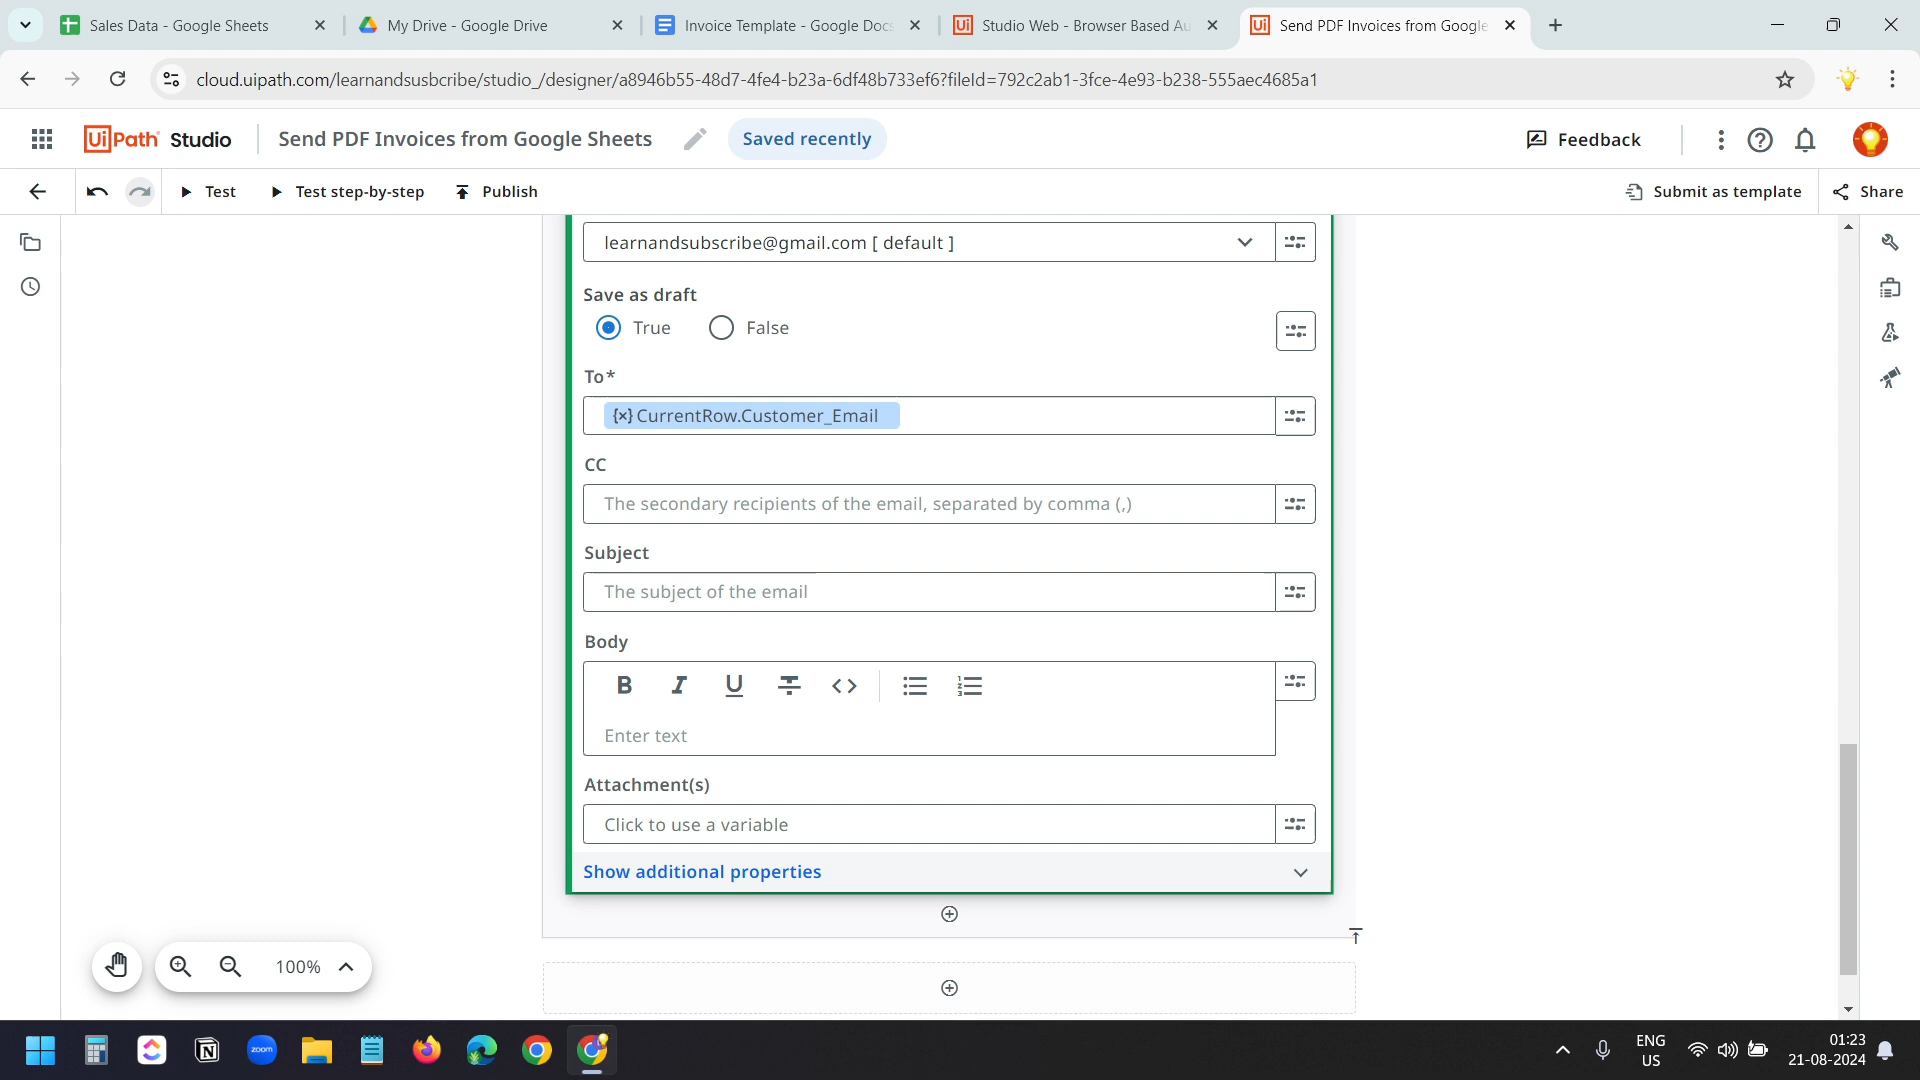 Sales Data - Google Sheets
My Drive - Google Drive
Invoice Template - Google Docs
Studio Web - Browser Based Au
Send PDF Invoices from Google
cloud.uipath.com/learnandsusbcribe/studio_/designer/a8946b55-48d7-4fe4-b23a-6df48b733ef6?fileId=792c2ab1-3fce-4e93-b238-555aec4685a1
UiPath Studio
Send PDF Invoices from Google Sheets
Saved recently
Feedback
Test
Test step-by-step
Publish
Submit as template
Share
learnandsubscribe@gmail.com [ default ]
Save as draft
True
False
To*
{x} CurrentRow.Customer_Email
CC
The secondary recipients of the email, separated by comma (,)
Subject
The subject of the email
Body
B I U
Enter text
Attachment(s)
Click to use a variable
Show additional properties
100%
zoom
ENG
US
01:23
21-08-2024